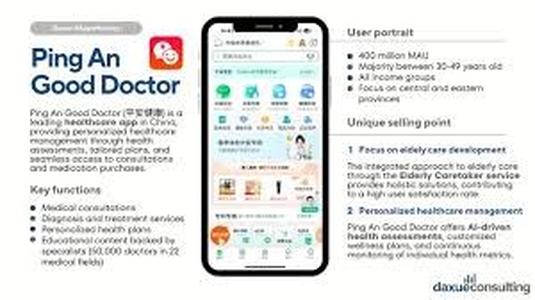 Ping An
Good Doctor
Ping An Good Doctor (平安健康) is a
leading healthcare app in China,
providing personalized healthcare
management through health
assessments, tailored plans, and
seamless access to consultations
and medication purchases.
Key functions
Medical consultations
Diagnosis and treatment services
Personalized health plans
Educational content backed by
specialists (50,000 doctors in 22
medical fields)
User portrait
400 million MAU
Majority between 30-49 years old
All income groups
Focus on central and eastern
provinces
Unique selling point
1 Focus on elderly care development
The integrated approach to elderly care
through the Elderly Caretaker service
provides holistic solutions, contributing
to a high user satisfaction rate.
2 Personalized healthcare management
Ping An Good Doctor offers AI-driven
health assessments, customized
wellness plans, and continuous
monitoring of individual health metrics.
daxueconsulting